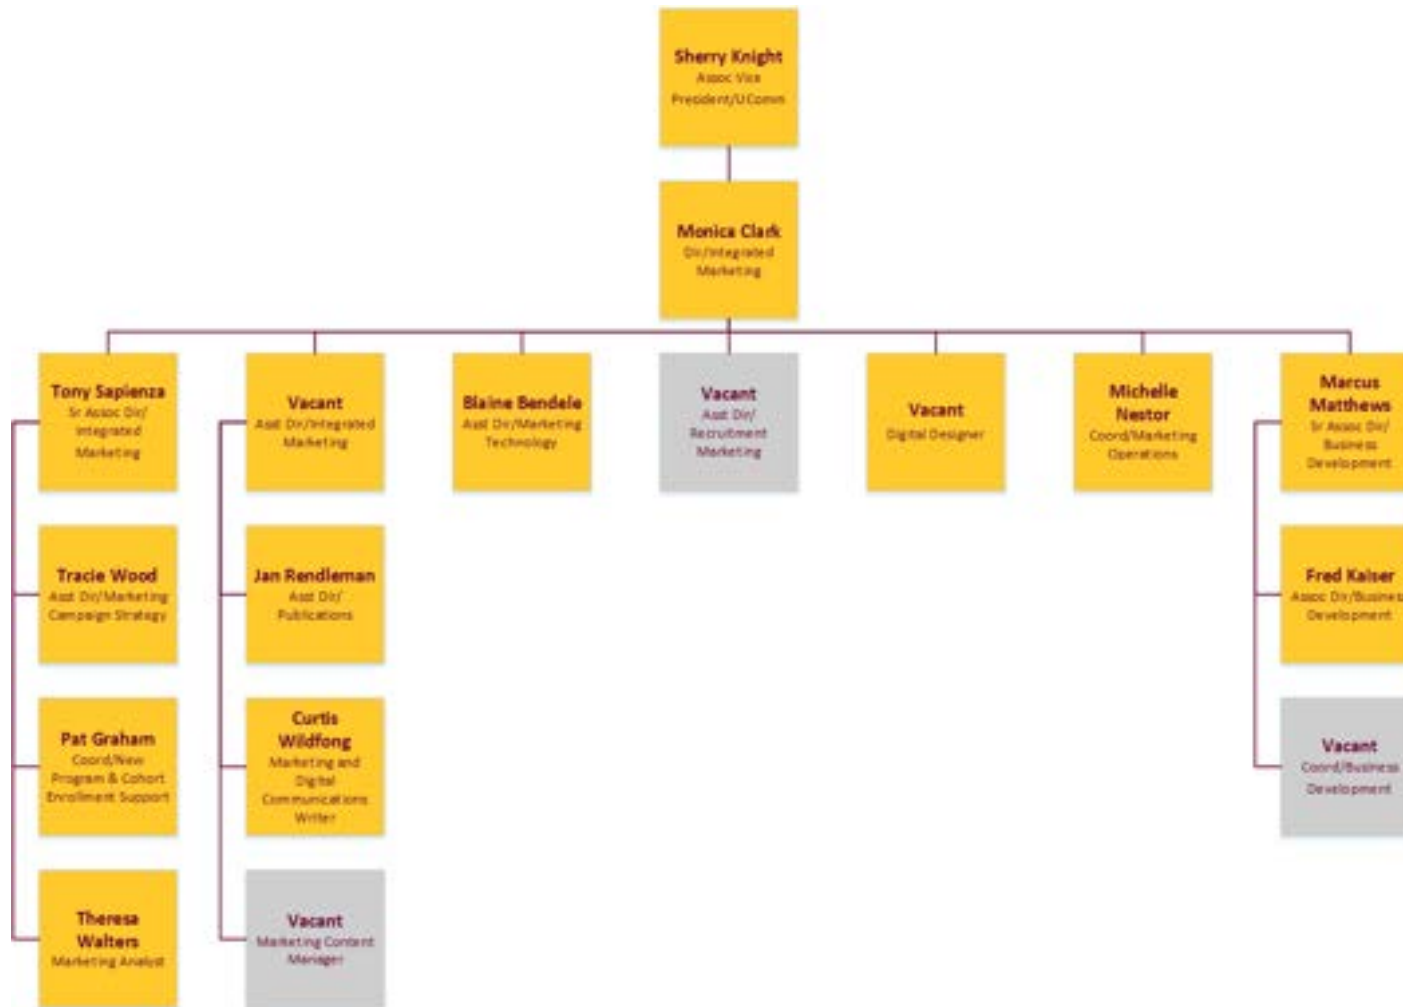 Sherry Knight
Assoc Vice
President/UComm
Monica Clark
Dir/Integrated
Marketing
Tony Sapienza
Sr Assoc Dir/
Integrated
Marketing
Vacant
Asst Dir/Integrated
Marketing
Blaine Bendele
Asst Dir/Marketing
Technology
Vacant
Asst Dir/
Recruitment
Marketing
Vacant
Digital Designer
Michelle
Nestor
Coord/Marketing
Operations
Marcus
Matthews
Sr Assoc Dir/
Business
Development
Tracie Wood
Asst Dir/Marketing
Campaign Strategy
Jan Rendleman
Asst Dir/
Publications
Fred Kaiser
Assoc Dir/Business
Development
Pat Graham
Coord/New
Program & Cohort
Enrollment Support
Curtis
Wildfong
Marketing and
Digital
Communications
Writer
Vacant
Coord/Business
Development
Theresa
Walters
Marketing Analyst
Vacant
Marketing Content
Manager